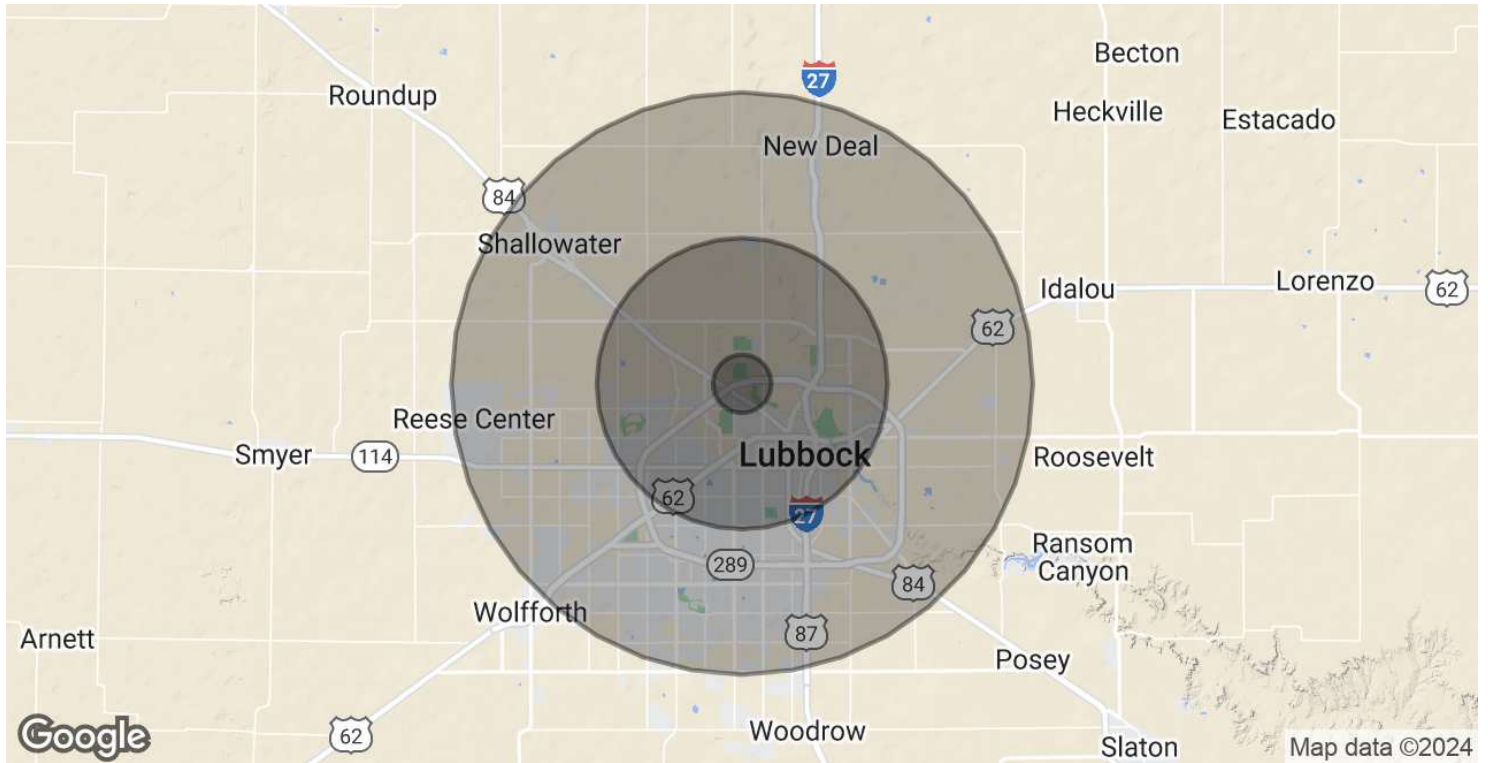 Becton
27
Roundup
Heckville
Estacado
New Deal
84
Shallowater
Idalou
Lorenzo
62
62
Reese Center
Smyer
114
Lubbock
Roosevelt
62
27
Ransom
Canyon
289
84
Wolfforth
87
Arnett
Posey
Woodrow
62
Google
Slaton
Map data ©2024